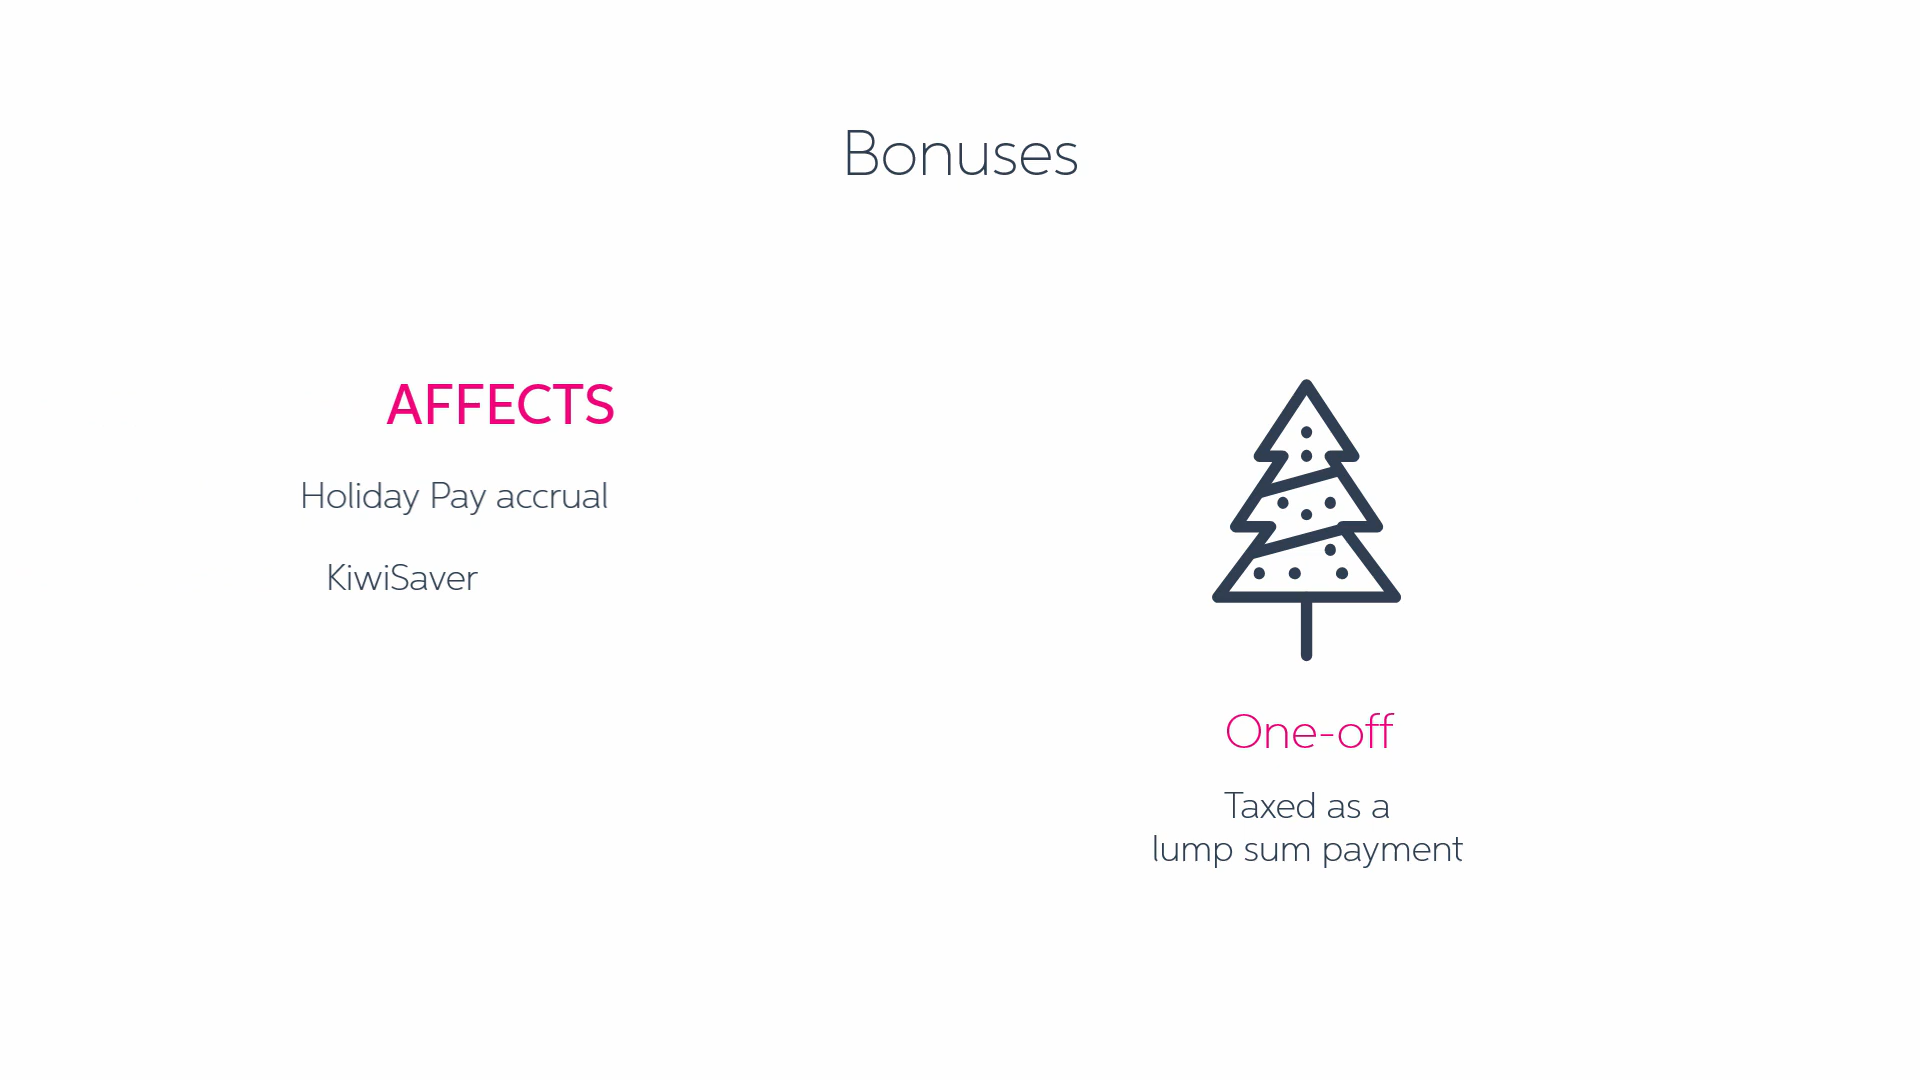 Bonuses
AFFECTS
Holiday Pay accrual
KiwiSaver
One-off
Taxed as a
lump sum payment